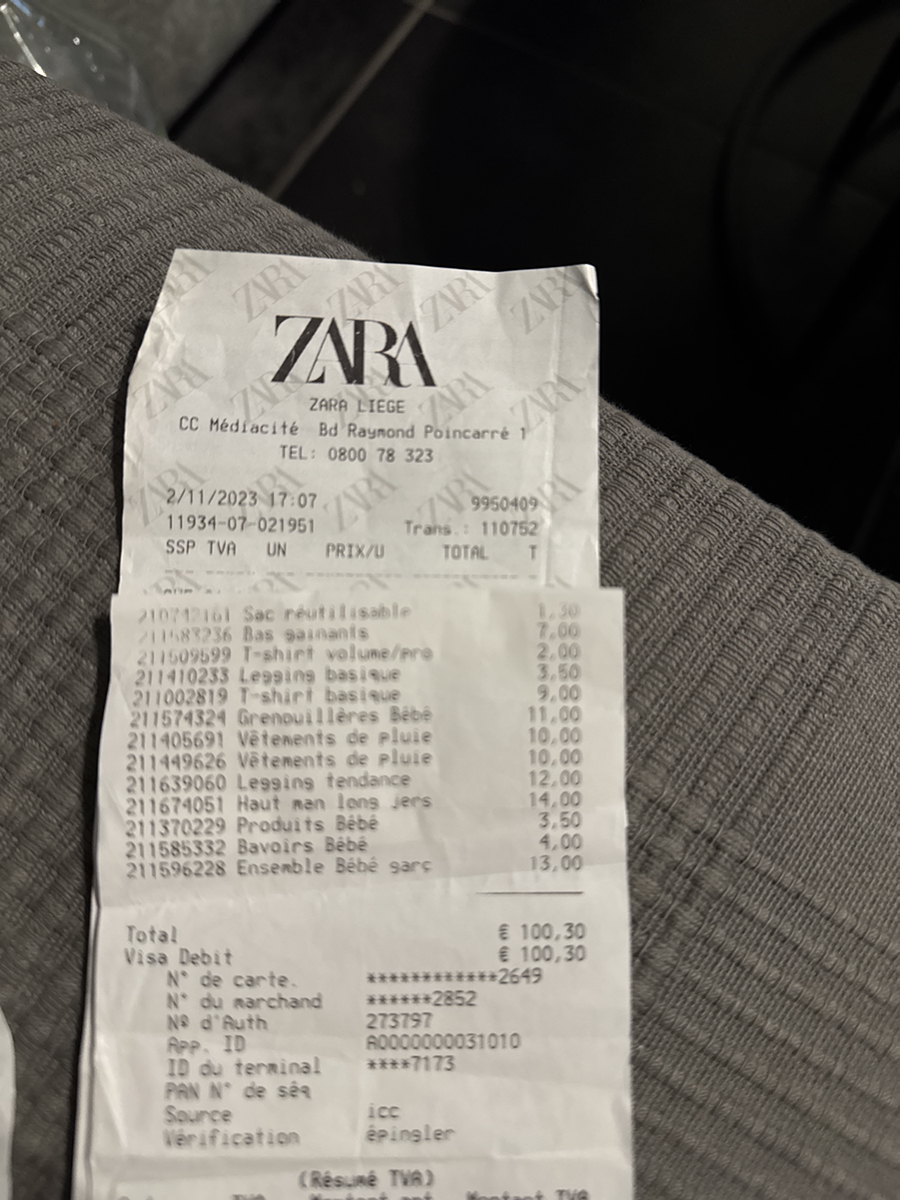 ZARA
ZARA LIEGE
CC Médiacité Bd Raymond Poincarré 1
TEL: 0800 78 323
2/11/2023 17:07 9950409
11934-07-021951 Trans.: 110752
SSP TVA UN PRIX/U TOTAL T
210742161 Sac réutilisable 1,30
211583236 Bas gainants 7,00
211509599 T-shirt volume/pro 2,00
211410233 Legging basique 3,50
211002819 T-shirt basique 9,00
211574324 Grenouillères Bébé 11,00
211405691 Vêtements de pluie 10,00
211449626 Vêtements de pluie 10,00
211639060 Legging tendance 12,00
211674051 Haut man long jers 14,00
211370229 Produits Bébé 3,50
211585332 Bavoirs Bébé 4,00
211596228 Ensemble Bébé garc 13,00
Total € 100,30
Visa Debit € 100,30
N° de carte. ************2649
N° du marchand ******2852
Nº d'Auth 273797
App. ID A0000000031010
ID du terminal ****7173
PAN N° de séq
Source icc
Vérification épingler
(Résumé TVA)
TVA Montant TVA